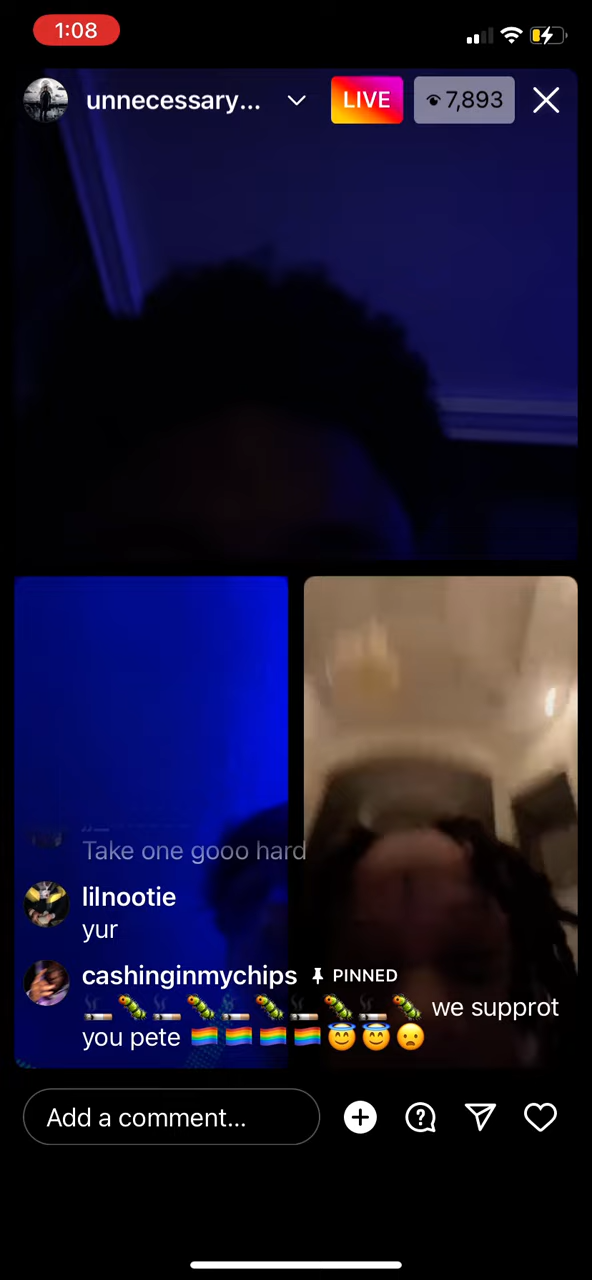 1:08
unnecessary...
LIVE
7,893
Take one gooo hard
lilnootie
yur
cashinginmychips PINNED
🚬🐛🚬🐛🚬🐛🚬🐛🚬🐛 we supprot
you pete 🏳️‍🌈🏳️‍🌈🏳️‍🌈🏳️‍🌈😇😇😦
Add a comment...